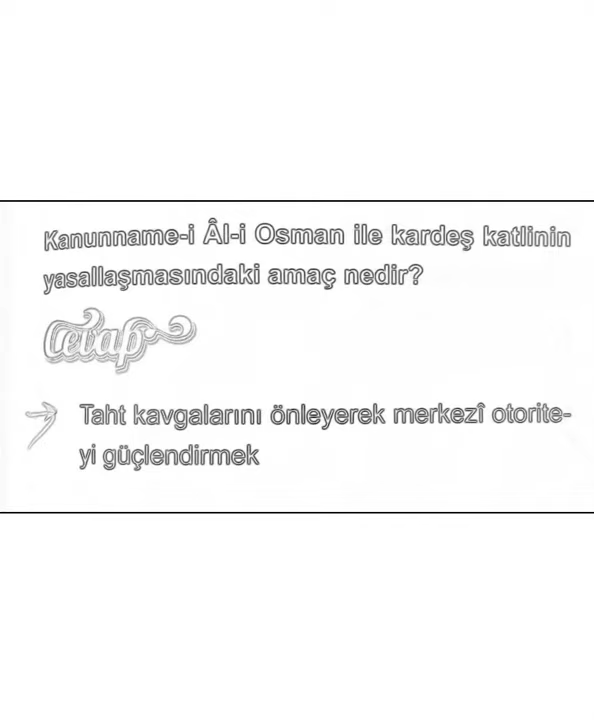 Kanunname-i Âl-i Osman ile kardeş katlinin
yasallaşmasındaki amaç nedir?
Cevap
Taht kavgalarını önleyerek merkezî otorite-
yi güçlendirmek